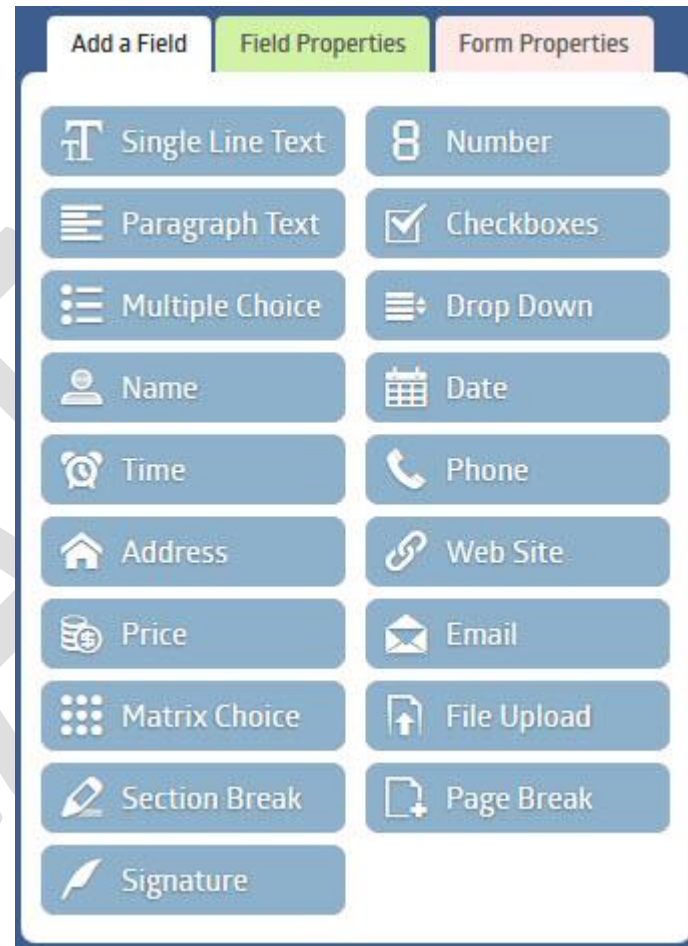 Add a Field Field Properties Form Properties
Single Line Text Number
Paragraph Text Checkboxes
Multiple Choice Drop Down
Name Date
Time Phone
Address Web Site
Price Email
Matrix Choice File Upload
Section Break Page Break
Signature